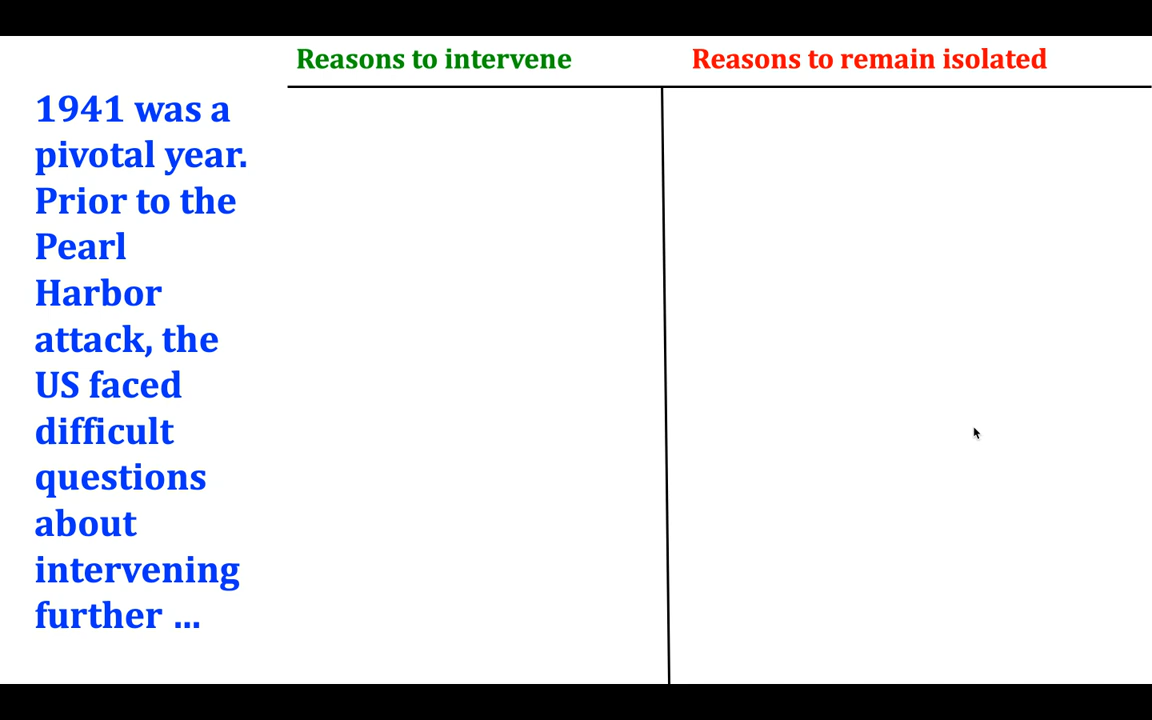 Reasons to intervene
Reasons to remain isolated
1941 was a
pivotal year.
Prior to the
Pearl
Harbor
attack, the
US faced
difficult
questions
about
intervening
further ...